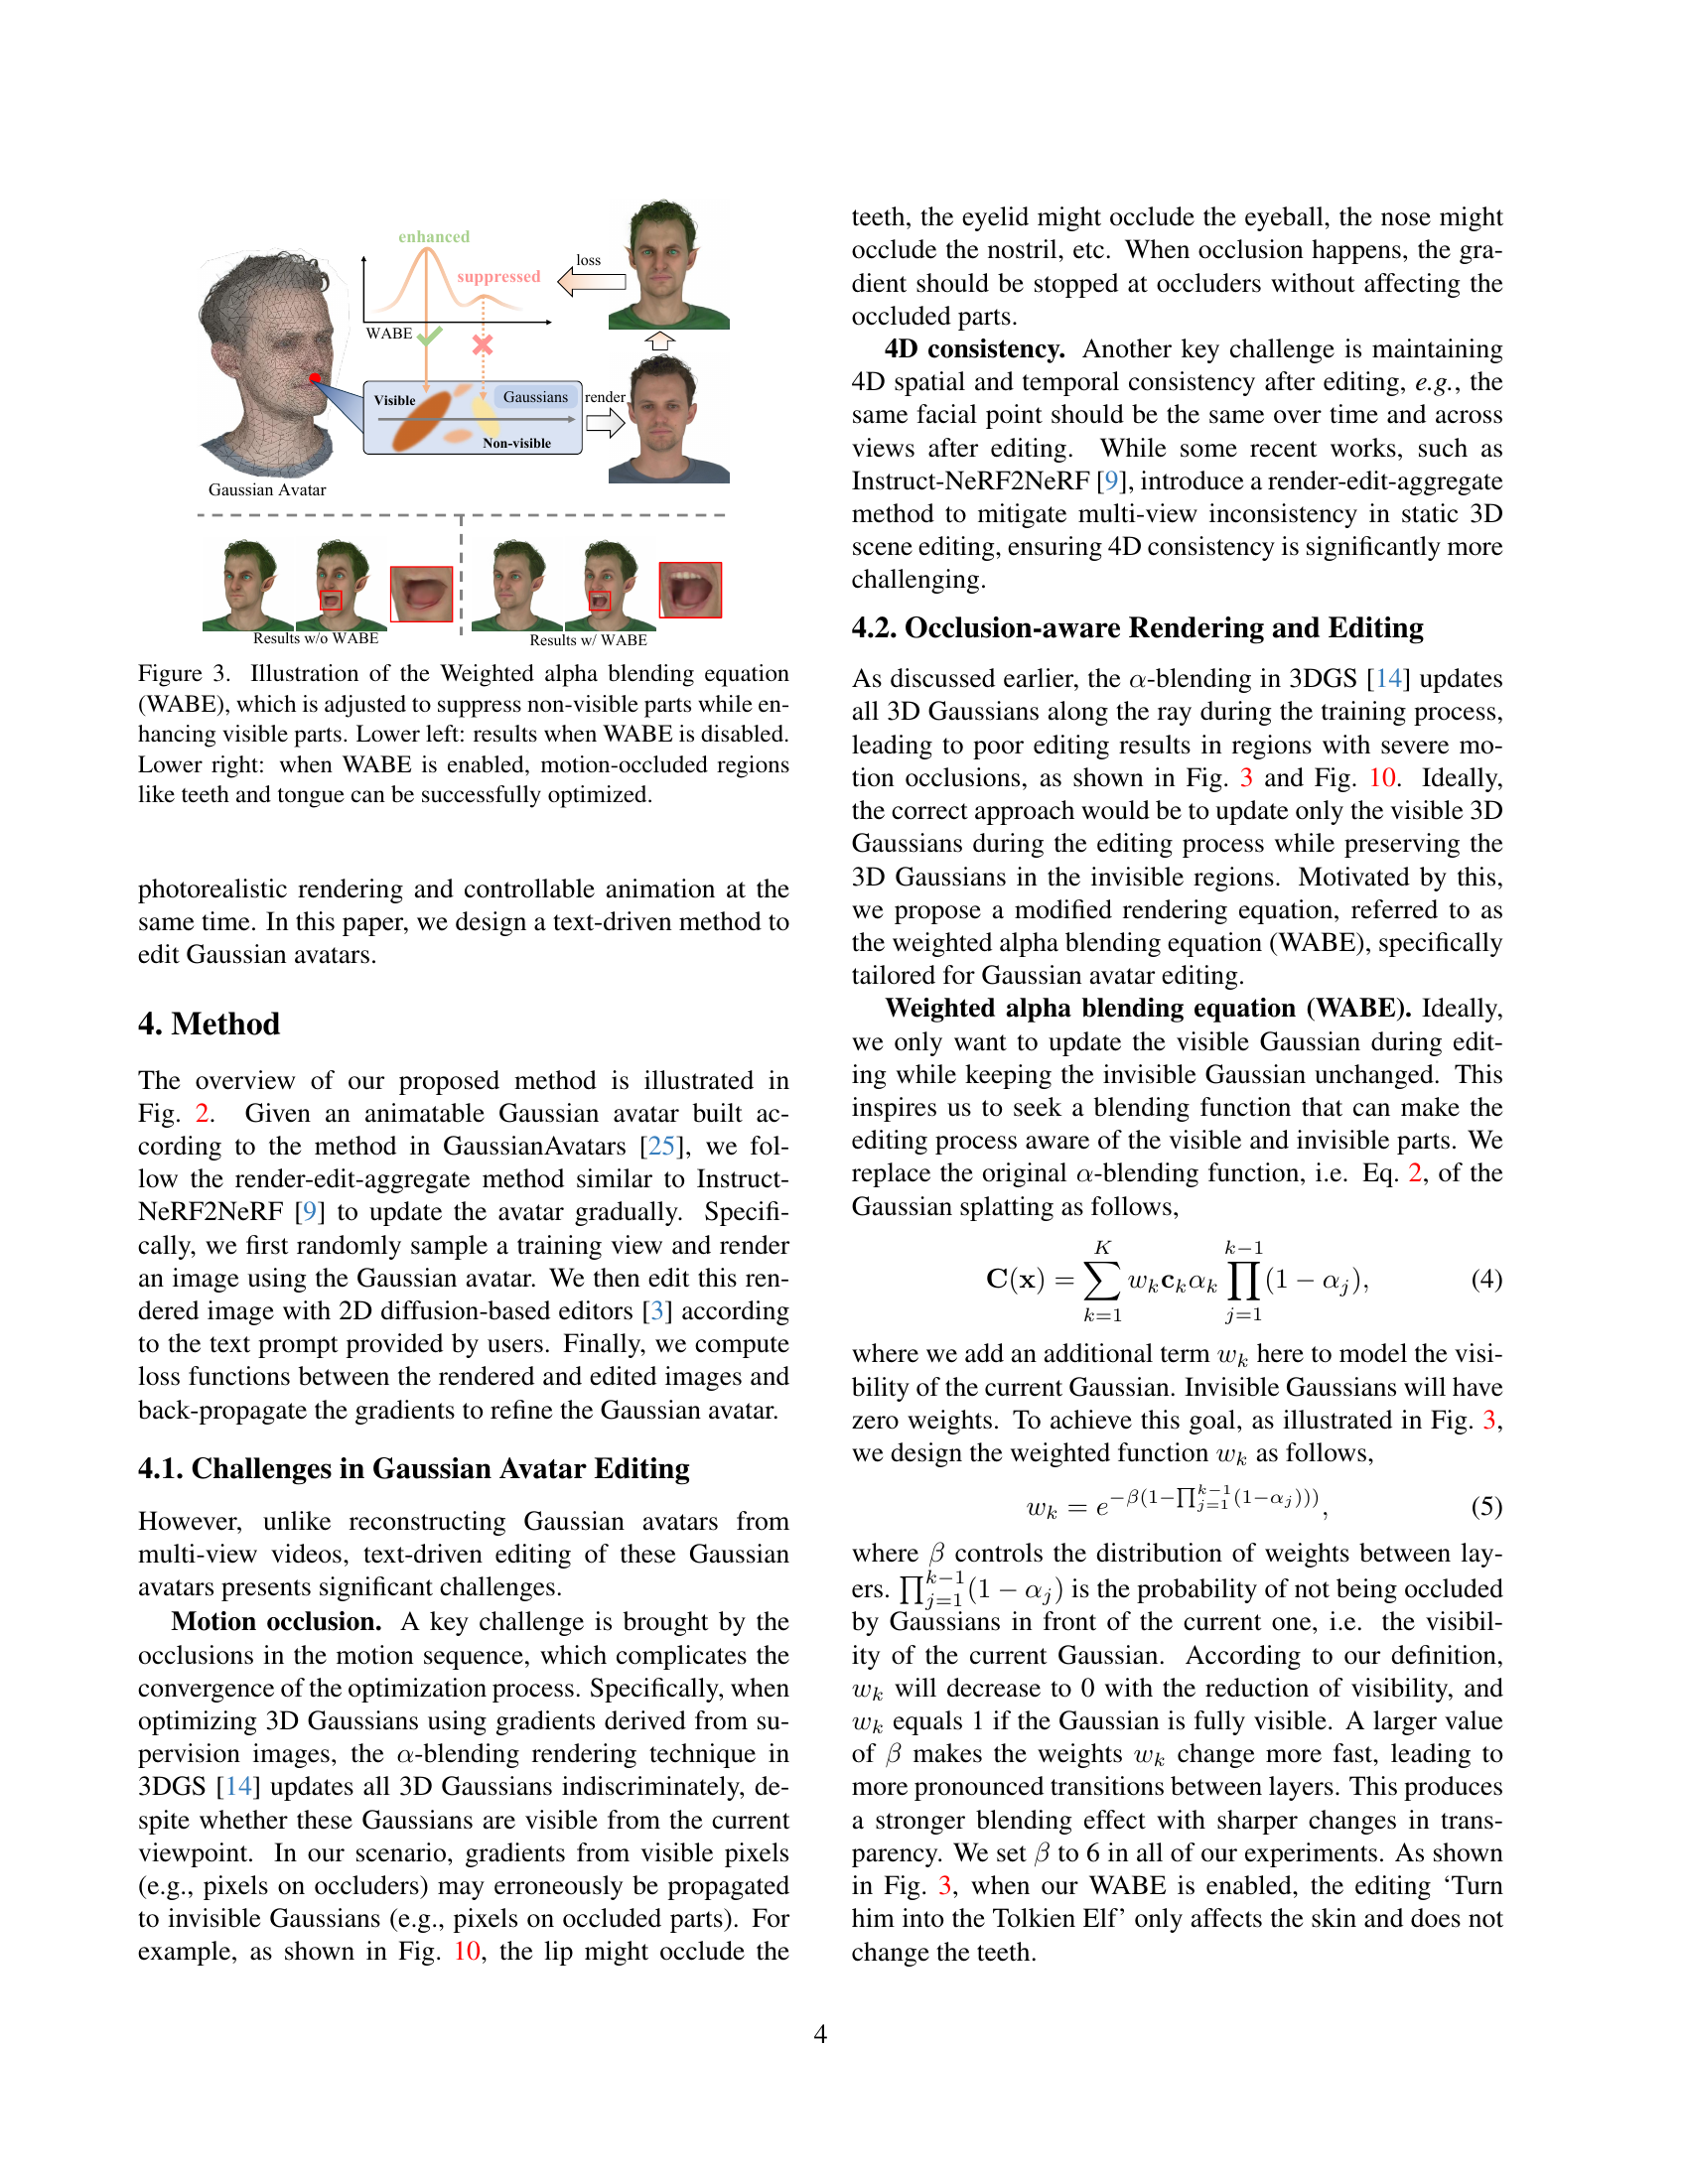 enhanced
suppressed
loss
WABE
Visible
Gaussians
render
Non-visible
Gaussian Avatar
Results w/o WABE
Results w/ WABE
Figure 3. Illustration of the Weighted alpha blending equation
(WABE), which is adjusted to suppress non-visible parts while en-
hancing visible parts. Lower left: results when WABE is disabled.
Lower right: when WABE is enabled, motion-occluded regions
like teeth and tongue can be successfully optimized.
photorealistic rendering and controllable animation at the
same time. In this paper, we design a text-driven method to
edit Gaussian avatars.
4. Method
The overview of our proposed method is illustrated in
Fig. 2. Given an animatable Gaussian avatar built ac-
cording to the method in GaussianAvatars [25], we fol-
low the render-edit-aggregate method similar to Instruct-
NeRF2NeRF [9] to update the avatar gradually. Specifi-
cally, we first randomly sample a training view and render
an image using the Gaussian avatar. We then edit this ren-
dered image with 2D diffusion-based editors [3] according
to the text prompt provided by users. Finally, we compute
loss functions between the rendered and edited images and
back-propagate the gradients to refine the Gaussian avatar.
4.1. Challenges in Gaussian Avatar Editing
However, unlike reconstructing Gaussian avatars from
multi-view videos, text-driven editing of these Gaussian
avatars presents significant challenges.
Motion occlusion. A key challenge is brought by the
occlusions in the motion sequence, which complicates the
convergence of the optimization process. Specifically, when
optimizing 3D Gaussians using gradients derived from su-
pervision images, the α-blending rendering technique in
3DGS [14] updates all 3D Gaussians indiscriminately, de-
spite whether these Gaussians are visible from the current
viewpoint. In our scenario, gradients from visible pixels
(e.g., pixels on occluders) may erroneously be propagated
to invisible Gaussians (e.g., pixels on occluded parts). For
example, as shown in Fig. 10, the lip might occlude the
teeth, the eyelid might occlude the eyeball, the nose might
occlude the nostril, etc. When occlusion happens, the gra-
dient should be stopped at occluders without affecting the
occluded parts.
4D consistency. Another key challenge is maintaining
4D spatial and temporal consistency after editing, e.g., the
same facial point should be the same over time and across
views after editing. While some recent works, such as
Instruct-NeRF2NeRF [9], introduce a render-edit-aggregate
method to mitigate multi-view inconsistency in static 3D
scene editing, ensuring 4D consistency is significantly more
challenging.
4.2. Occlusion-aware Rendering and Editing
As discussed earlier, the α-blending in 3DGS [14] updates
all 3D Gaussians along the ray during the training process,
leading to poor editing results in regions with severe mo-
tion occlusions, as shown in Fig. 3 and Fig. 10. Ideally,
the correct approach would be to update only the visible 3D
Gaussians during the editing process while preserving the
3D Gaussians in the invisible regions. Motivated by this,
we propose a modified rendering equation, referred to as
the weighted alpha blending equation (WABE), specifically
tailored for Gaussian avatar editing.
Weighted alpha blending equation (WABE). Ideally,
we only want to update the visible Gaussian during edit-
ing while keeping the invisible Gaussian unchanged. This
inspires us to seek a blending function that can make the
editing process aware of the visible and invisible parts. We
replace the original α-blending function, i.e. Eq. 2, of the
Gaussian splatting as follows,
C(x) = ∑_{k=1}^{K} w_k c_k α_k ∏_{j=1}^{k−1} (1 − α_j), (4)
where we add an additional term w_k here to model the visi-
bility of the current Gaussian. Invisible Gaussians will have
zero weights. To achieve this goal, as illustrated in Fig. 3,
we design the weighted function w_k as follows,
w_k = e^{−β(1−∏_{j=1}^{k−1}(1−α_j)))}, (5)
where β controls the distribution of weights between lay-
ers. ∏_{j=1}^{k−1}(1 − α_j) is the probability of not being occluded
by Gaussians in front of the current one, i.e. the visibil-
ity of the current Gaussian. According to our definition,
w_k will decrease to 0 with the reduction of visibility, and
w_k equals 1 if the Gaussian is fully visible. A larger value
of β makes the weights w_k change more fast, leading to
more pronounced transitions between layers. This produces
a stronger blending effect with sharper changes in trans-
parency. We set β to 6 in all of our experiments. As shown
in Fig. 3, when our WABE is enabled, the editing ‘Turn
him into the Tolkien Elf’ only affects the skin and does not
change the teeth.
4